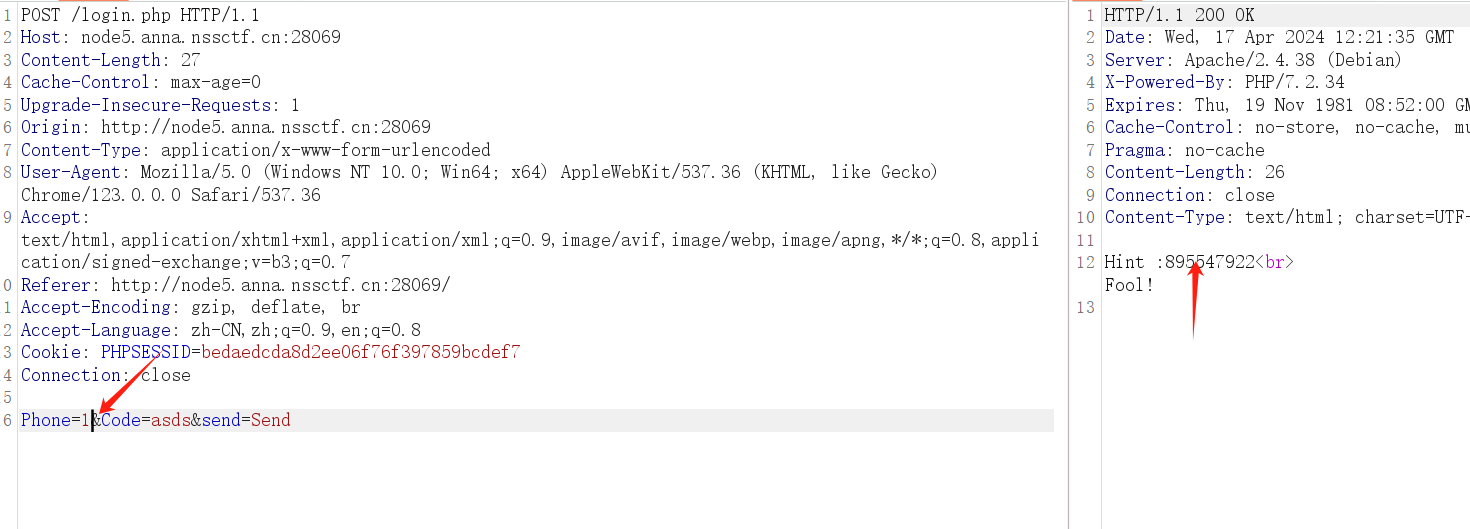 1 POST /login.php HTTP/1.1
2 Host: node5.anna.nssctf.cn:28069
3 Content-Length: 27
4 Cache-Control: max-age=0
5 Upgrade-Insecure-Requests: 1
6 Origin: http://node5.anna.nssctf.cn:28069
7 Content-Type: application/x-www-form-urlencoded
8 User-Agent: Mozilla/5.0 (Windows NT 10.0; Win64; x64) AppleWebKit/537.36 (KHTML, like Gecko)
Chrome/123.0.0.0 Safari/537.36
9 Accept:
text/html,application/xhtml+xml,application/xml;q=0.9,image/avif,image/webp,image/apng,*/*;q=0.8,appli
cation/signed-exchange;v=b3;q=0.7
0 Referer: http://node5.anna.nssctf.cn:28069/
1 Accept-Encoding: gzip, deflate, br
2 Accept-Language: zh-CN,zh;q=0.9,en;q=0.8
3 Cookie: PHPSESSID=bedaedcda8d2ee06f76f397859bcdef7
4 Connection: close
5
6 Phone=1&Code=asds&send=Send
1 HTTP/1.1 200 OK
2 Date: Wed, 17 Apr 2024 12:21:35 GMT
3 Server: Apache/2.4.38 (Debian)
4 X-Powered-By: PHP/7.2.34
5 Expires: Thu, 19 Nov 1981 08:52:00 GM
6 Cache-Control: no-store, no-cache, mu
7 Pragma: no-cache
8 Content-Length: 26
9 Connection: close
10 Content-Type: text/html; charset=UTF-
11
12 Hint :895547922<br>
Fool!
13